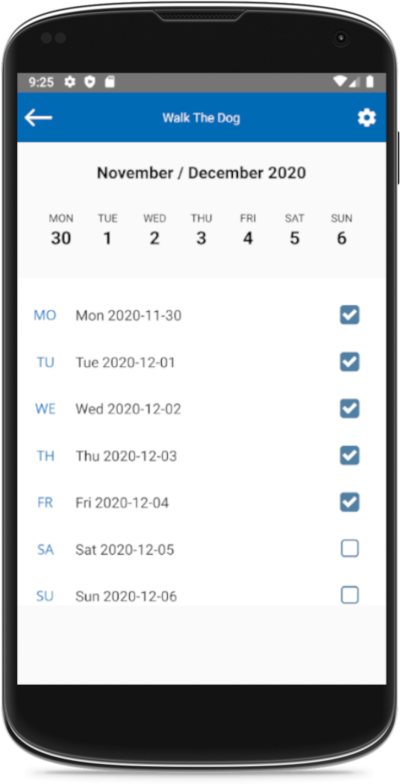 9:25
Walk The Dog
November / December 2020
MON TUE WED THU FRI SAT SUN
30 1 2 3 4 5 6
MO Mon 2020-11-30
TU Tue 2020-12-01
WE Wed 2020-12-02
TH Thu 2020-12-03
FR Fri 2020-12-04
SA Sat 2020-12-05
SU Sun 2020-12-06